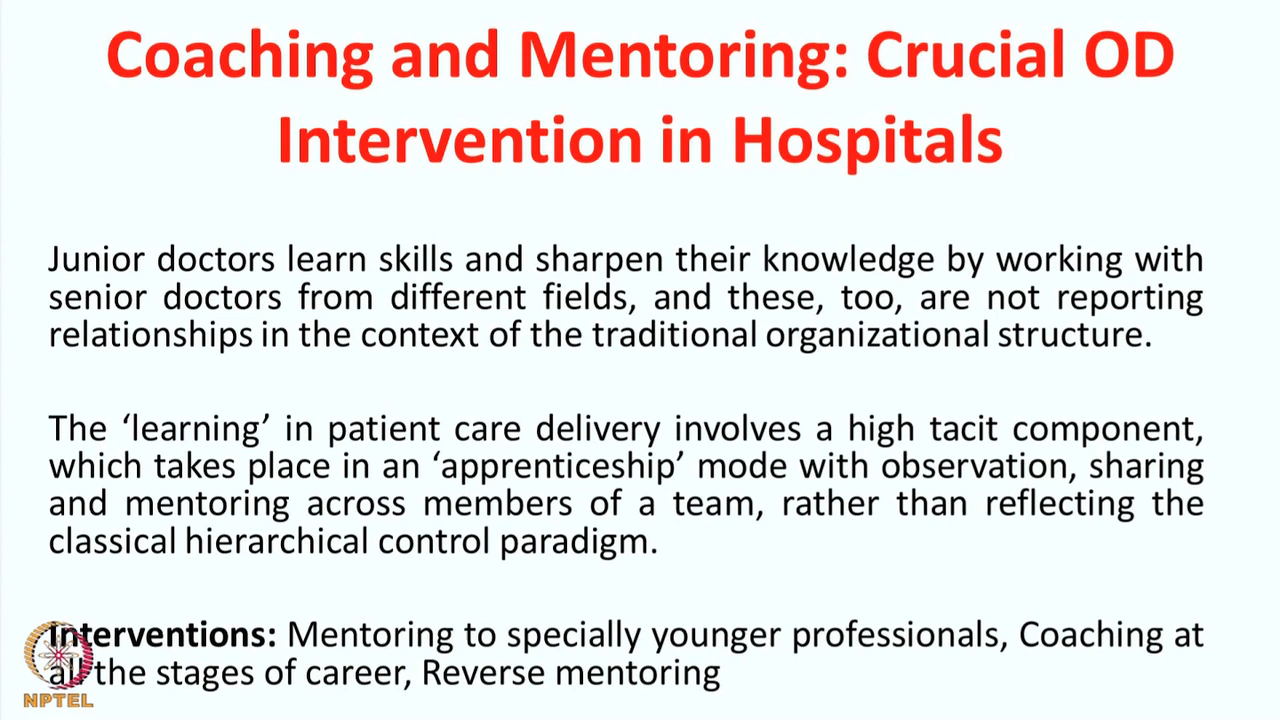 Coaching and Mentoring: Crucial OD
Intervention in Hospitals
Junior doctors learn skills and sharpen their knowledge by working with
senior doctors from different fields, and these, too, are not reporting
relationships in the context of the traditional organizational structure.
The ‘learning’ in patient care delivery involves a high tacit component,
which takes place in an ‘apprenticeship’ mode with observation, sharing
and mentoring across members of a team, rather than reflecting the
classical hierarchical control paradigm.
Interventions: Mentoring to specially younger professionals, Coaching at
all the stages of career, Reverse mentoring
NPTEL